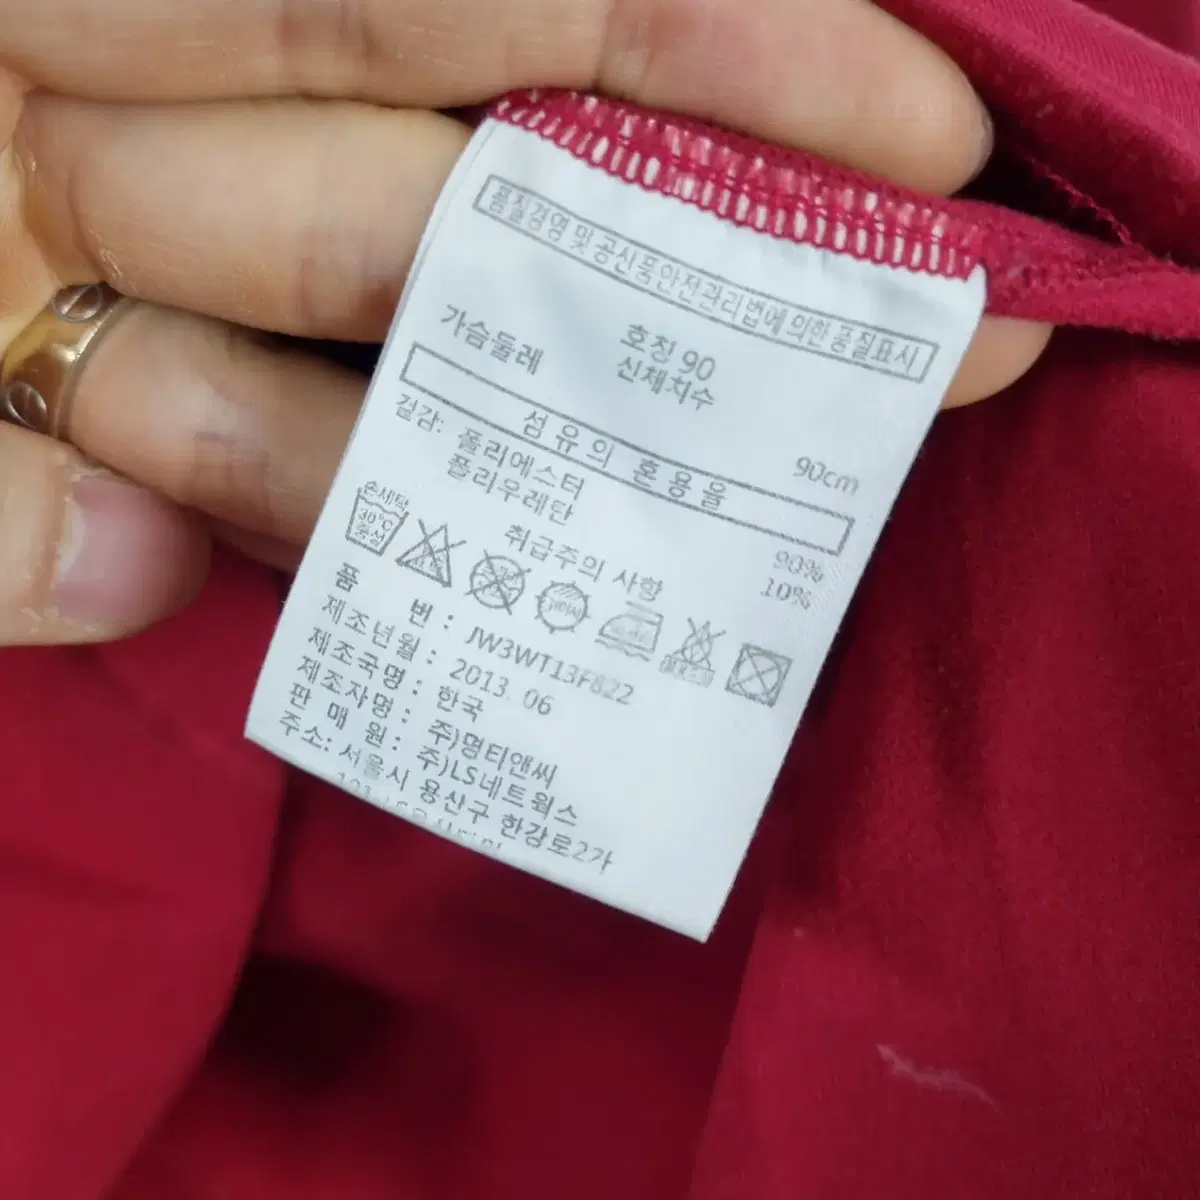 품질경영 및 공산품안전관리법에 의한 품질표시
호칭 90
신체치수
가슴둘레 90cm
섬유의 혼용율
겉감: 폴리에스터 90%
폴리우레탄 10%
취급주의 사항
손세탁
30℃
중성
품 번 : JW3WT13F822
제조년월 : 2013. 06
제조국명 : 한국
제조자명 : 주)명티앤씨
판 매 원 : 주)LS네트웍스
주소: 서울시 용산구 한강로2가